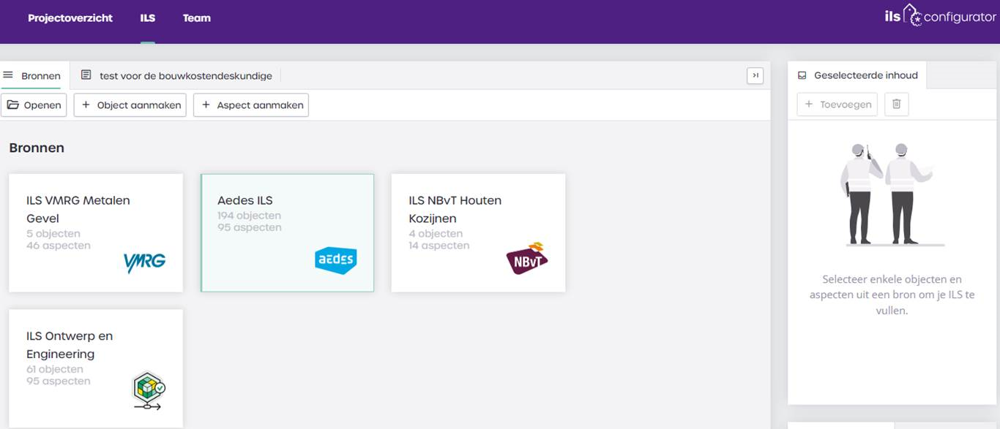 Projectoverzicht ILS Team
ils configurator
Bronnen test voor de bouwkostendeskundige
Openen + Object aanmaken + Aspect aanmaken
Bronnen
ILS VMRG Metalen
Gevel
5 objecten
46 aspecten
VMRG
Aedes ILS
194 objecten
95 aspecten
aedes
ILS NBvT Houten
Kozijnen
4 objecten
14 aspecten
NBvT
ILS Ontwerp en
Engineering
61 objecten
95 aspecten
Geselecteerde inhoud
+ Toevoegen
Selecteer enkele objecten en
aspecten uit een bron om je ILS te
vullen.